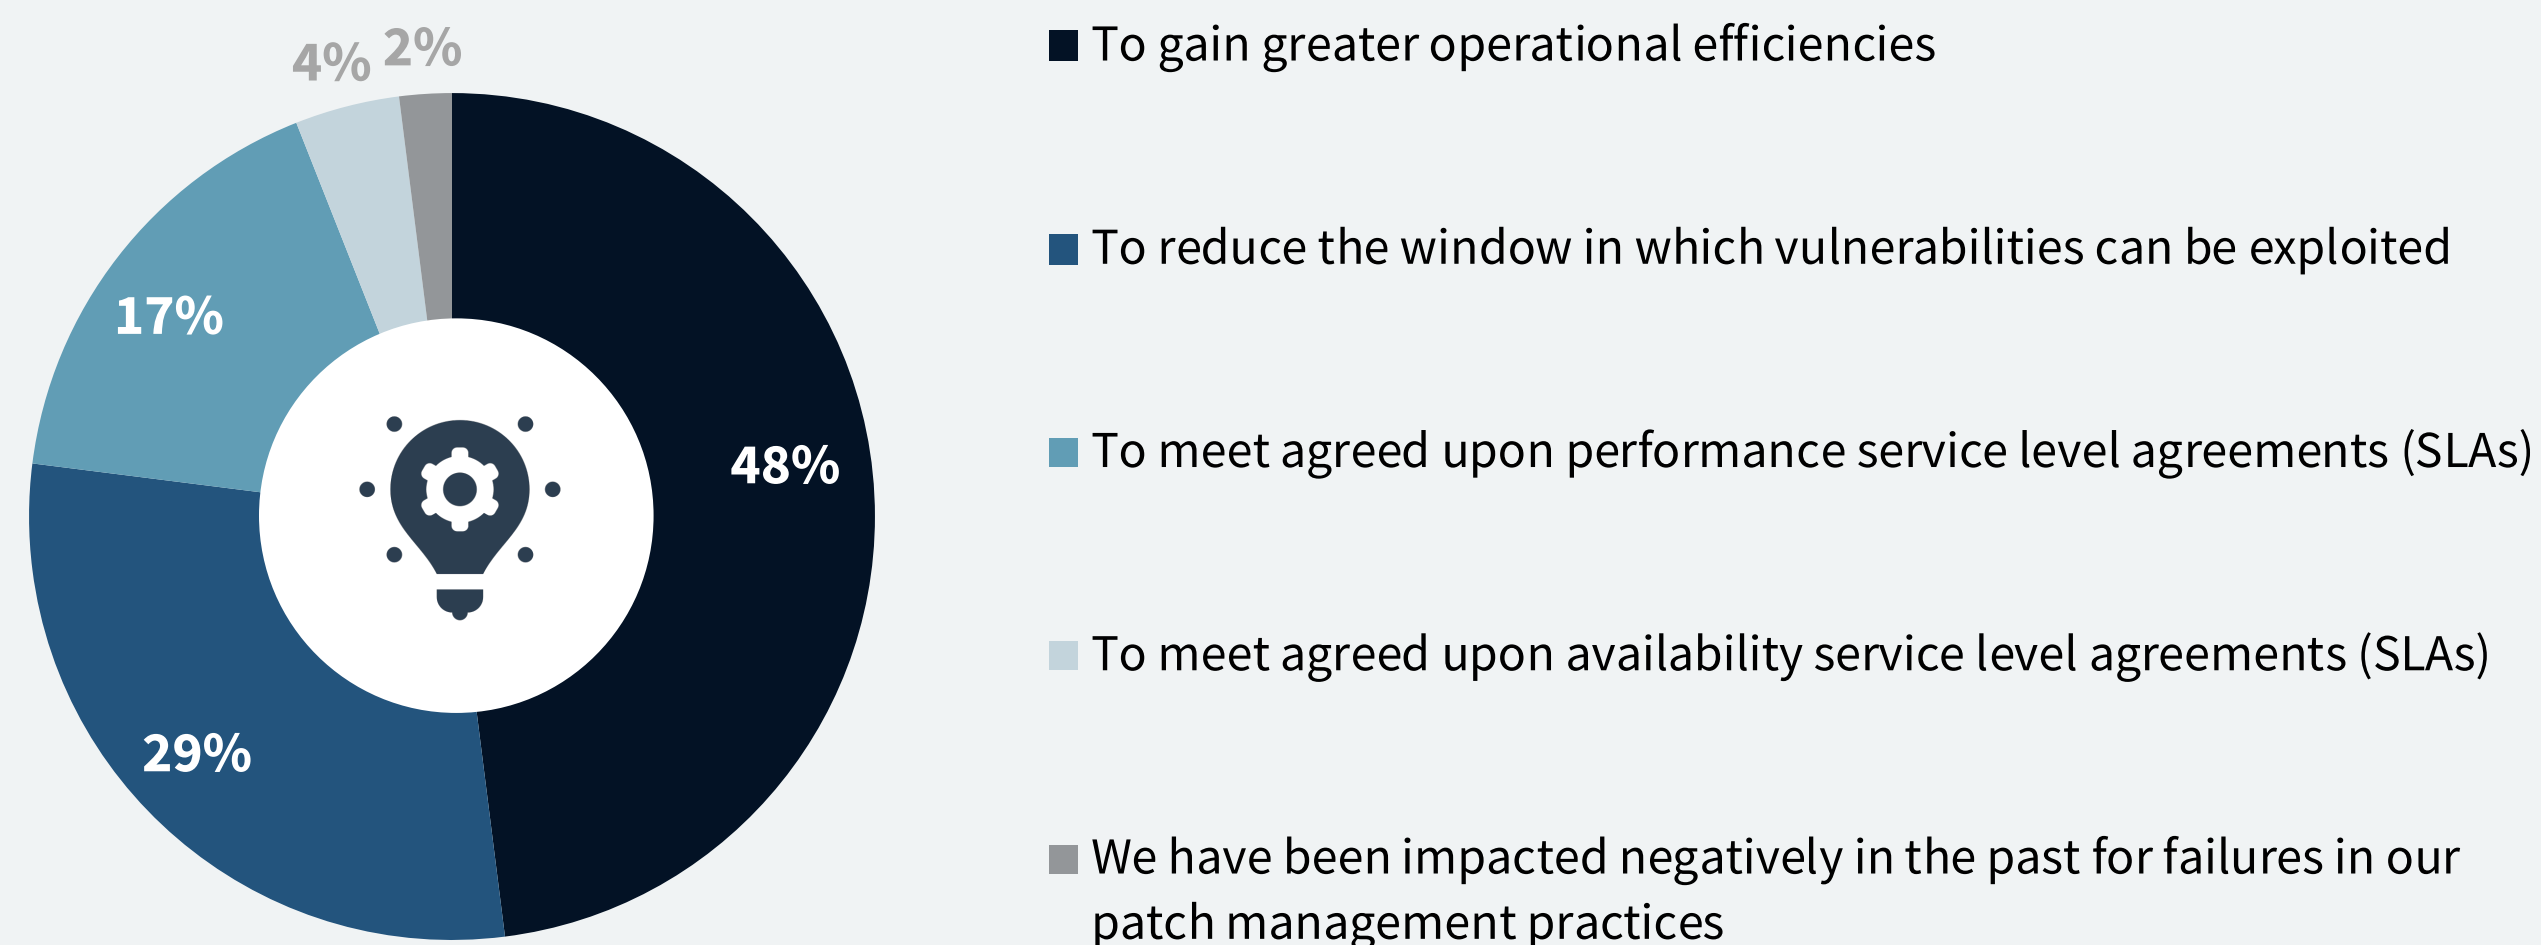 4% 2%
17%
48%
29%
To gain greater operational efficiencies
To reduce the window in which vulnerabilities can be exploited
To meet agreed upon performance service level agreements (SLAs)
To meet agreed upon availability service level agreements (SLAs)
We have been impacted negatively in the past for failures in our
patch management practices